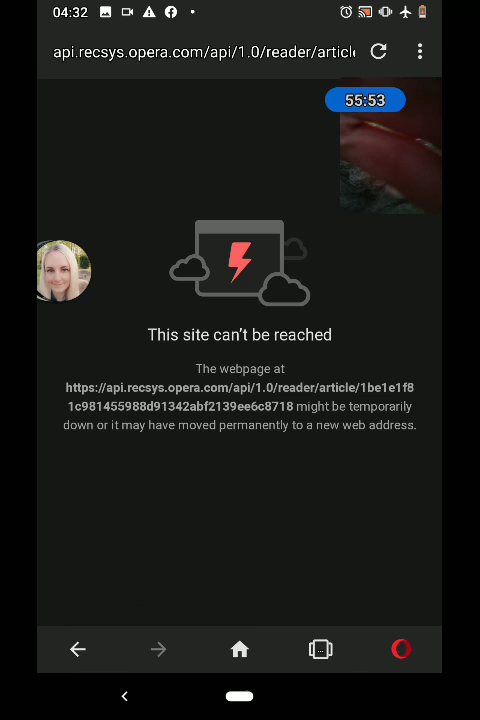 04:32
api.recsys.opera.com/api/1.0/reader/article
55:53
This site can't be reached
The webpage at
https://api.recsys.opera.com/api/1.0/reader/article/1be1e1f8
1c981455988d91342abf2139ee6c8718 might be temporarily
down or it may have moved permanently to a new web address.